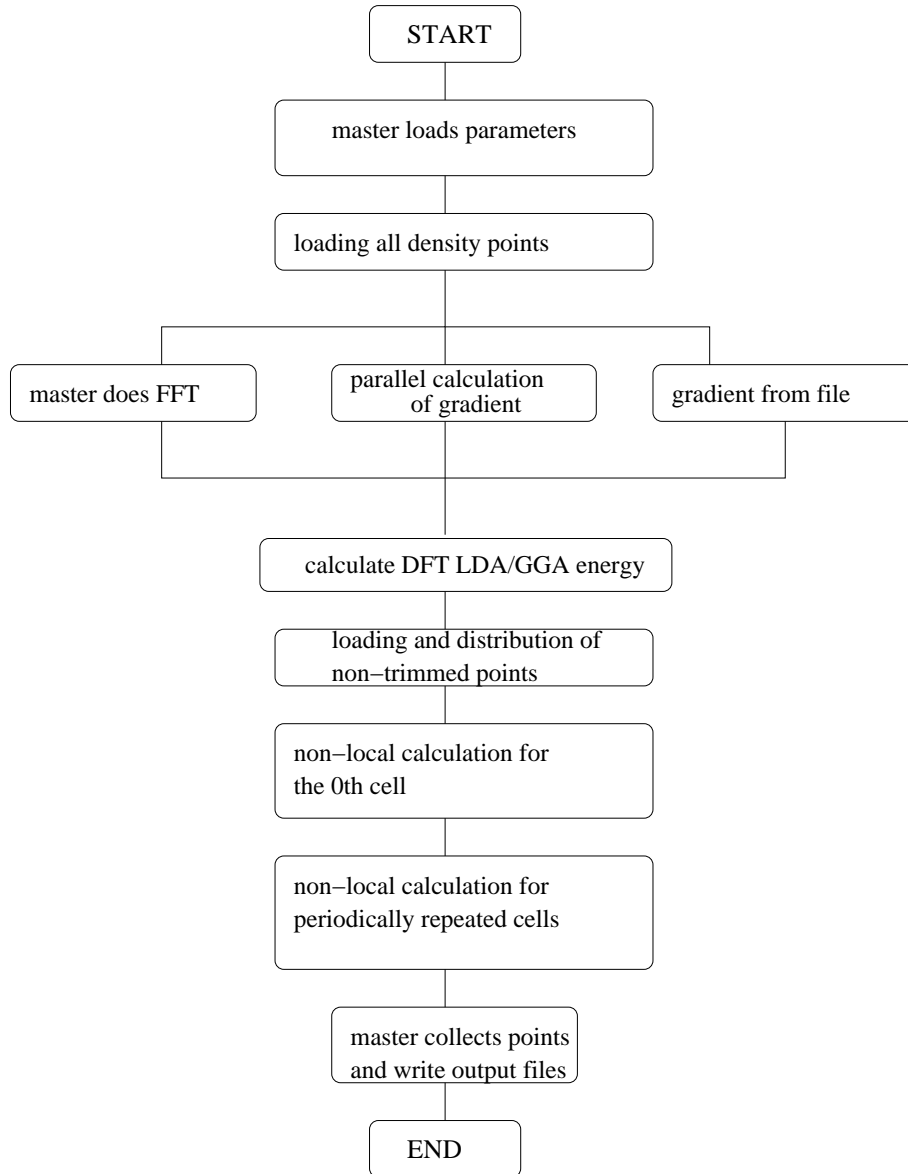 START
master loads parameters
loading all density points
master does FFT
parallel calculation
of gradient
gradient from file
calculate DFT LDA/GGA energy
loading and distribution of
non−trimmed points
non−local calculation for
the 0th cell
non−local calculation for
periodically repeated cells
master collects points
and write output files
END